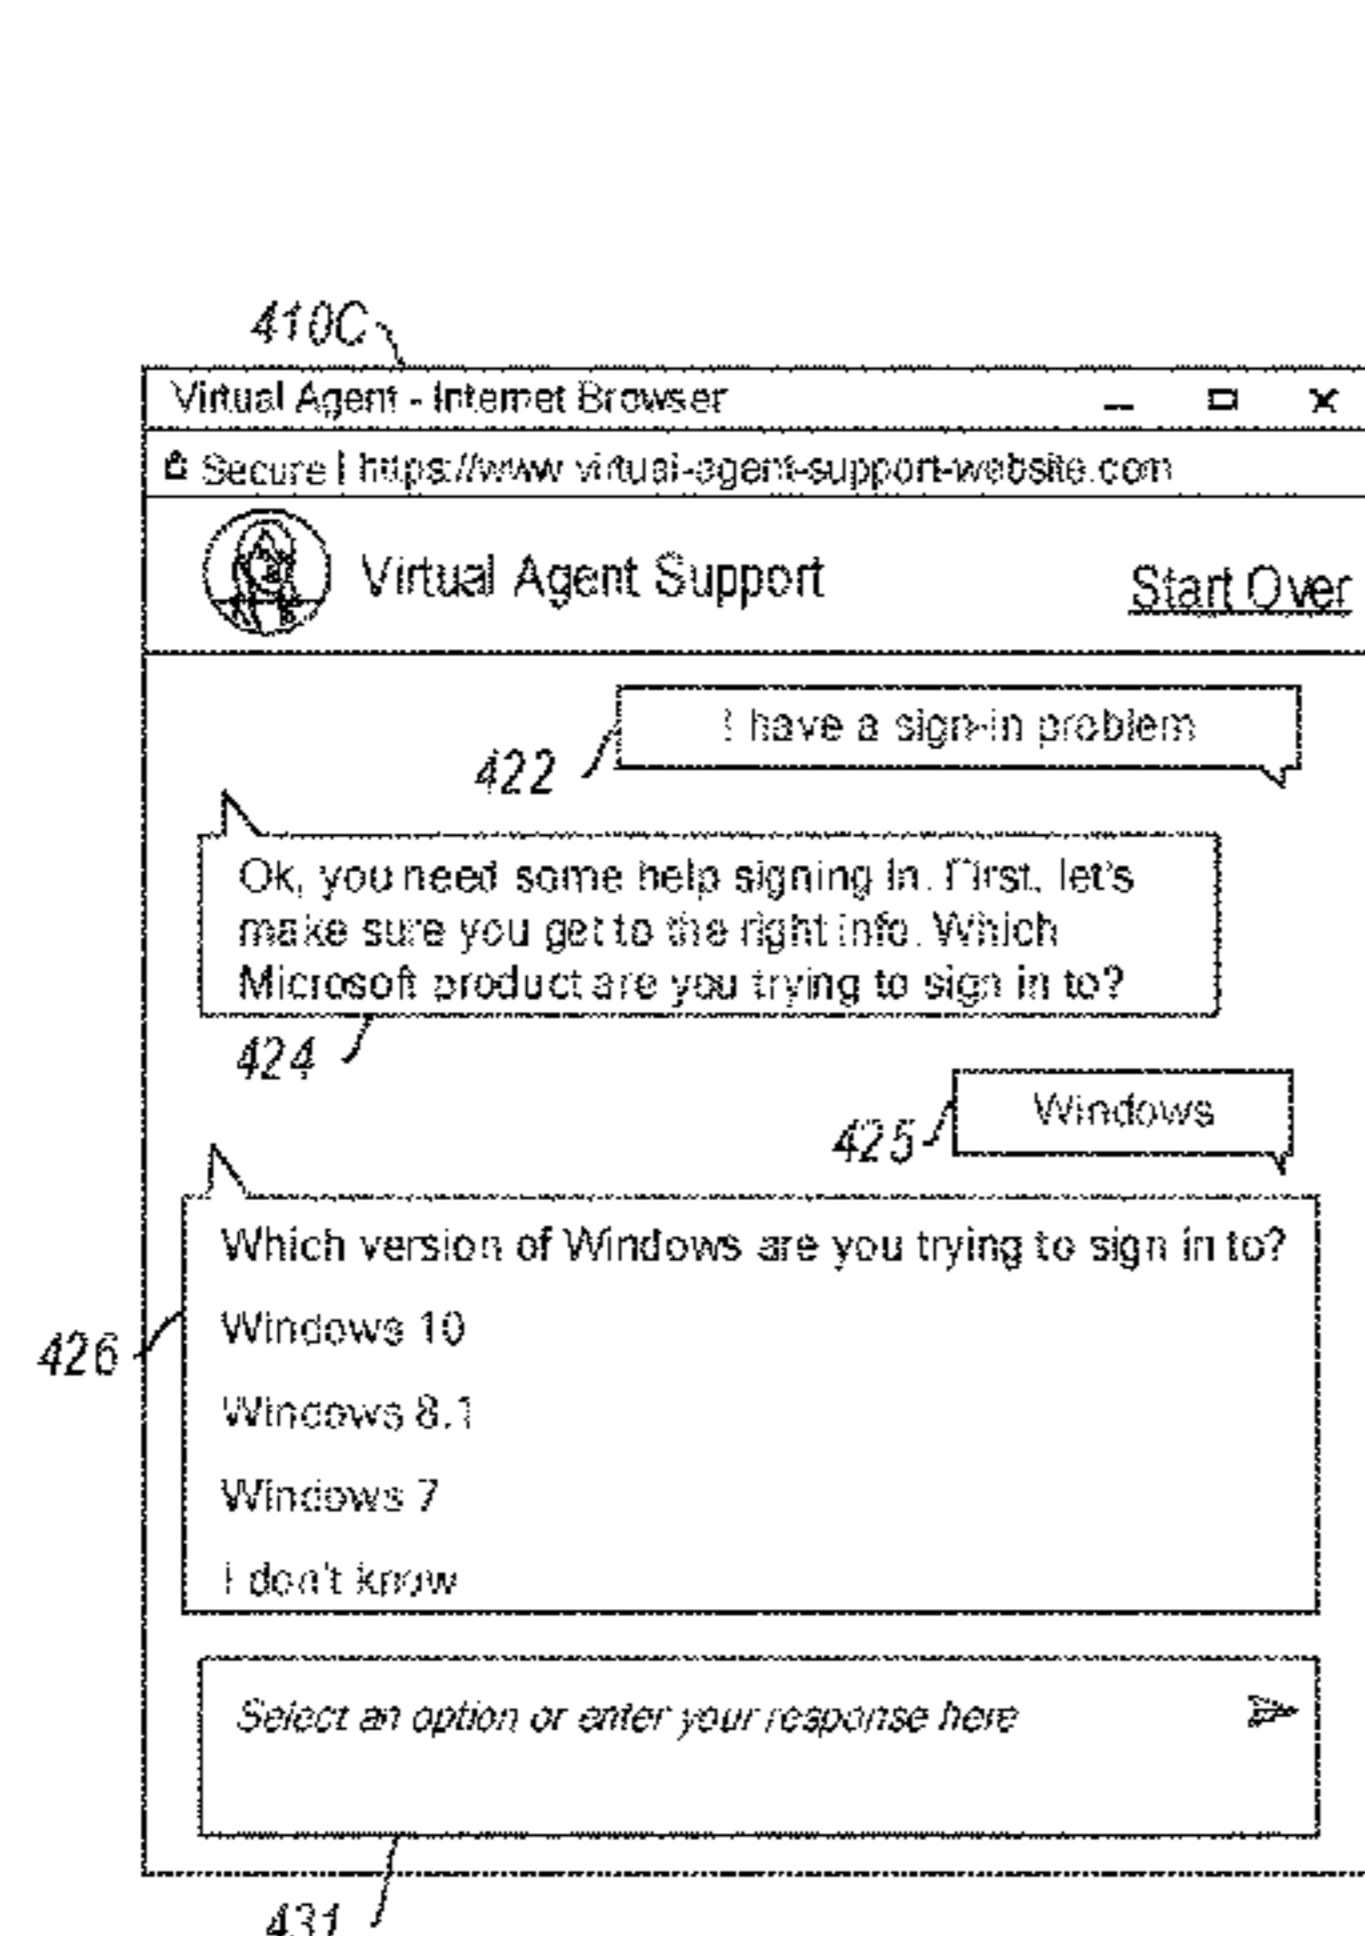 410C
Virtual Agent - Internet Browser
Secure | https://www.virtual-agent-support-website.com
Virtual Agent Support
Start Over
I have a sign-in problem
422
Ok, you need some help signing in. First, let's
make sure you get to the right info. Which
Microsoft product are you trying to sign in to?
424
Windows
425
Which version of Windows are you trying to sign in to?
Windows 10
426
Windows 8.1
Windows 7
I don't know
Select an option or enter your response here
431